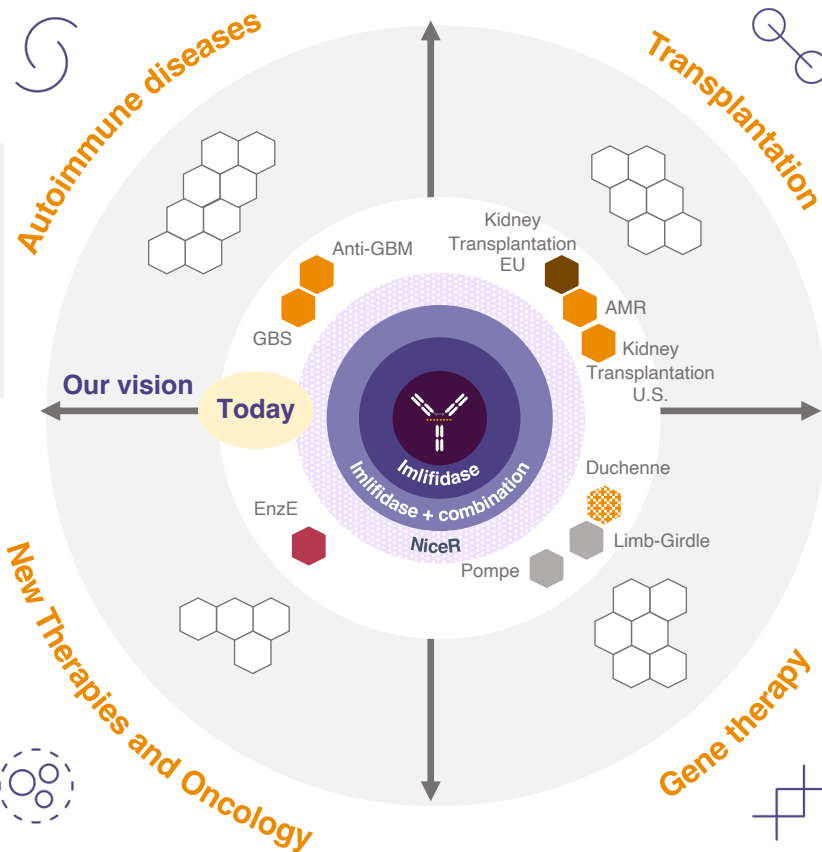 Autoimmune diseases
Transplantation
Kidney
Transplantation
EU
Anti-GBM
GBS
AMR
Kidney
Transplantation
U.S.
Our vision
Today
Imlifidase
Imlifidase + combination
NiceR
Duchenne
Limb-Girdle
Pompe
EnzE
New Therapies and Oncology
Gene therapy